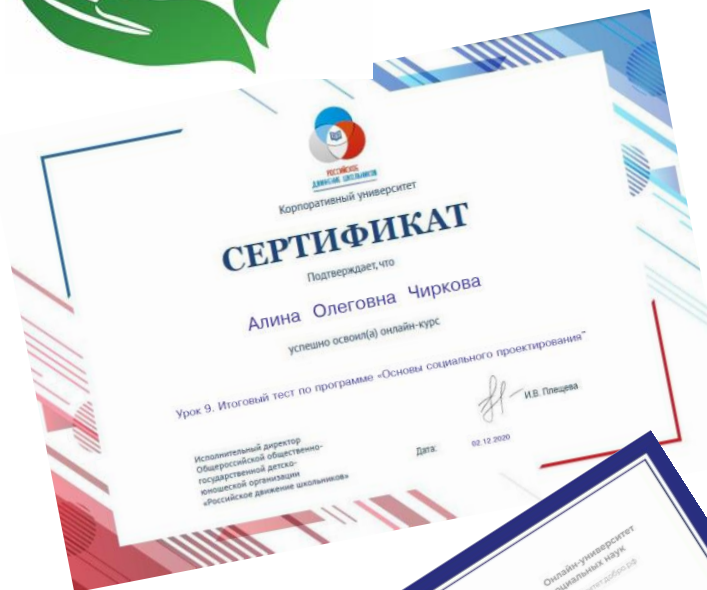 РОССИЙСКОЕ
ДВИЖЕНИЕ ШКОЛЬНИКОВ
Корпоративный университет
СЕРТИФИКАТ
Подтверждает, что
Алина Олеговна Чиркова
успешно освоил(а) онлайн-курс
Урок 9. Итоговый тест по программе «Основы социального проектирования"
И.В. Плещева
Исполнительный директор
Общероссийской общественно-
государственной детско-
юношеской организации
«Российское движение школьников»
Дата:
02.12.2020
Онлайн-университет
социальных наук